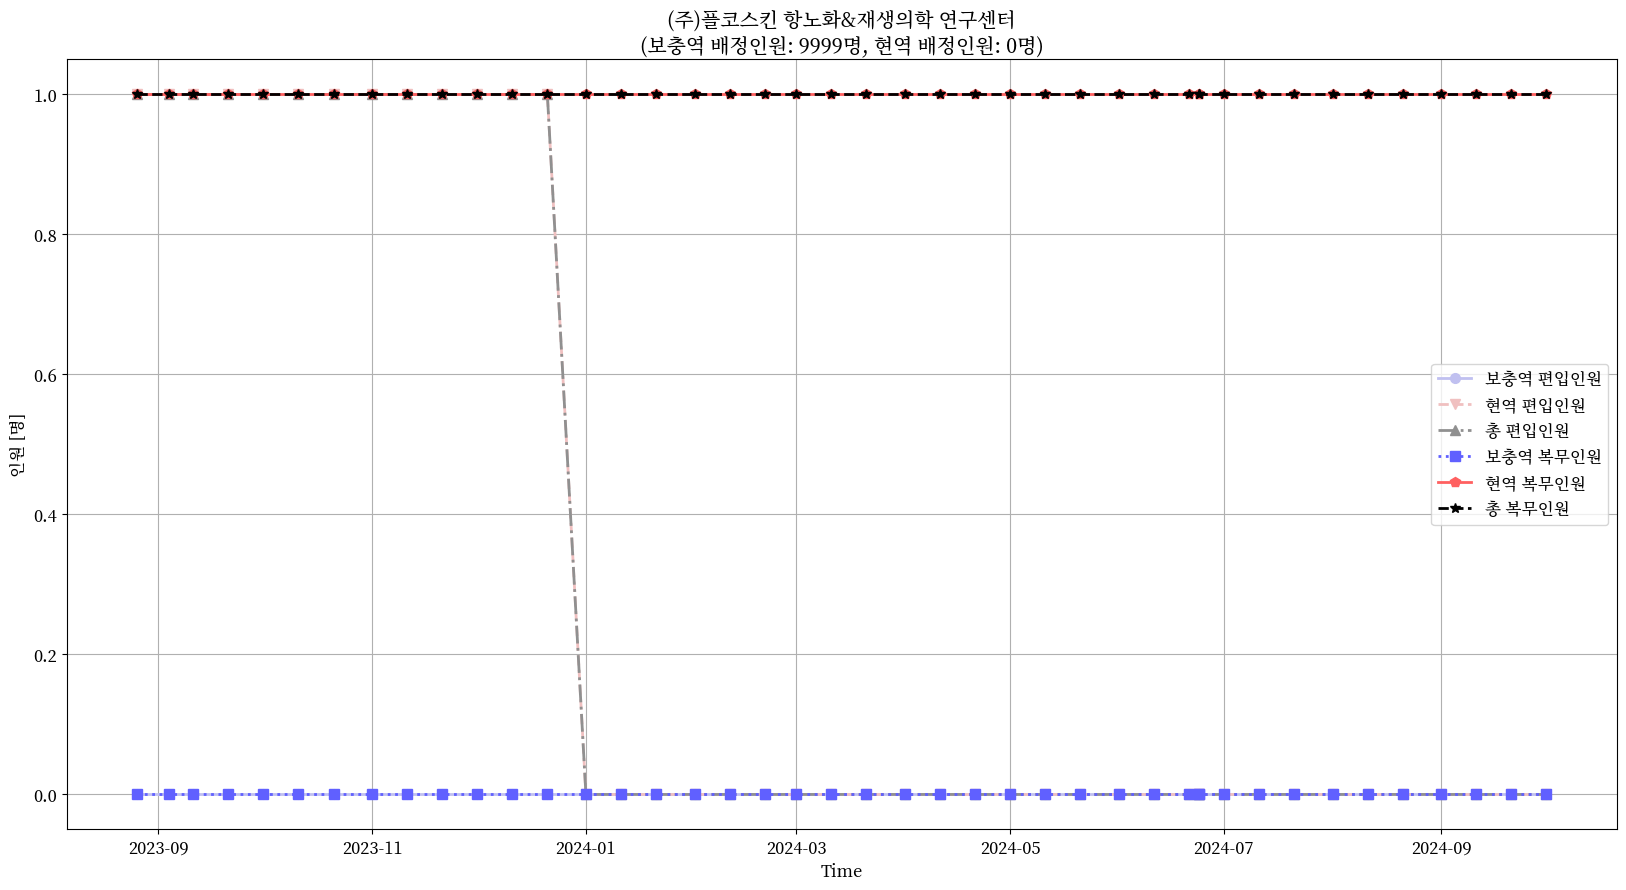 (주)플코스킨 항노화&재생의학 연구센터
(보충역 배정인원: 9999명, 현역 배정인원: 0명)
1.0
0.8
0.6
0.4
0.2
0.0
인원 [명]
보충역 편입인원
현역 편입인원
총 편입인원
보충역 복무인원
현역 복무인원
총 복무인원
2023-09
2023-11
2024-01
2024-03
2024-05
2024-07
2024-09
Time